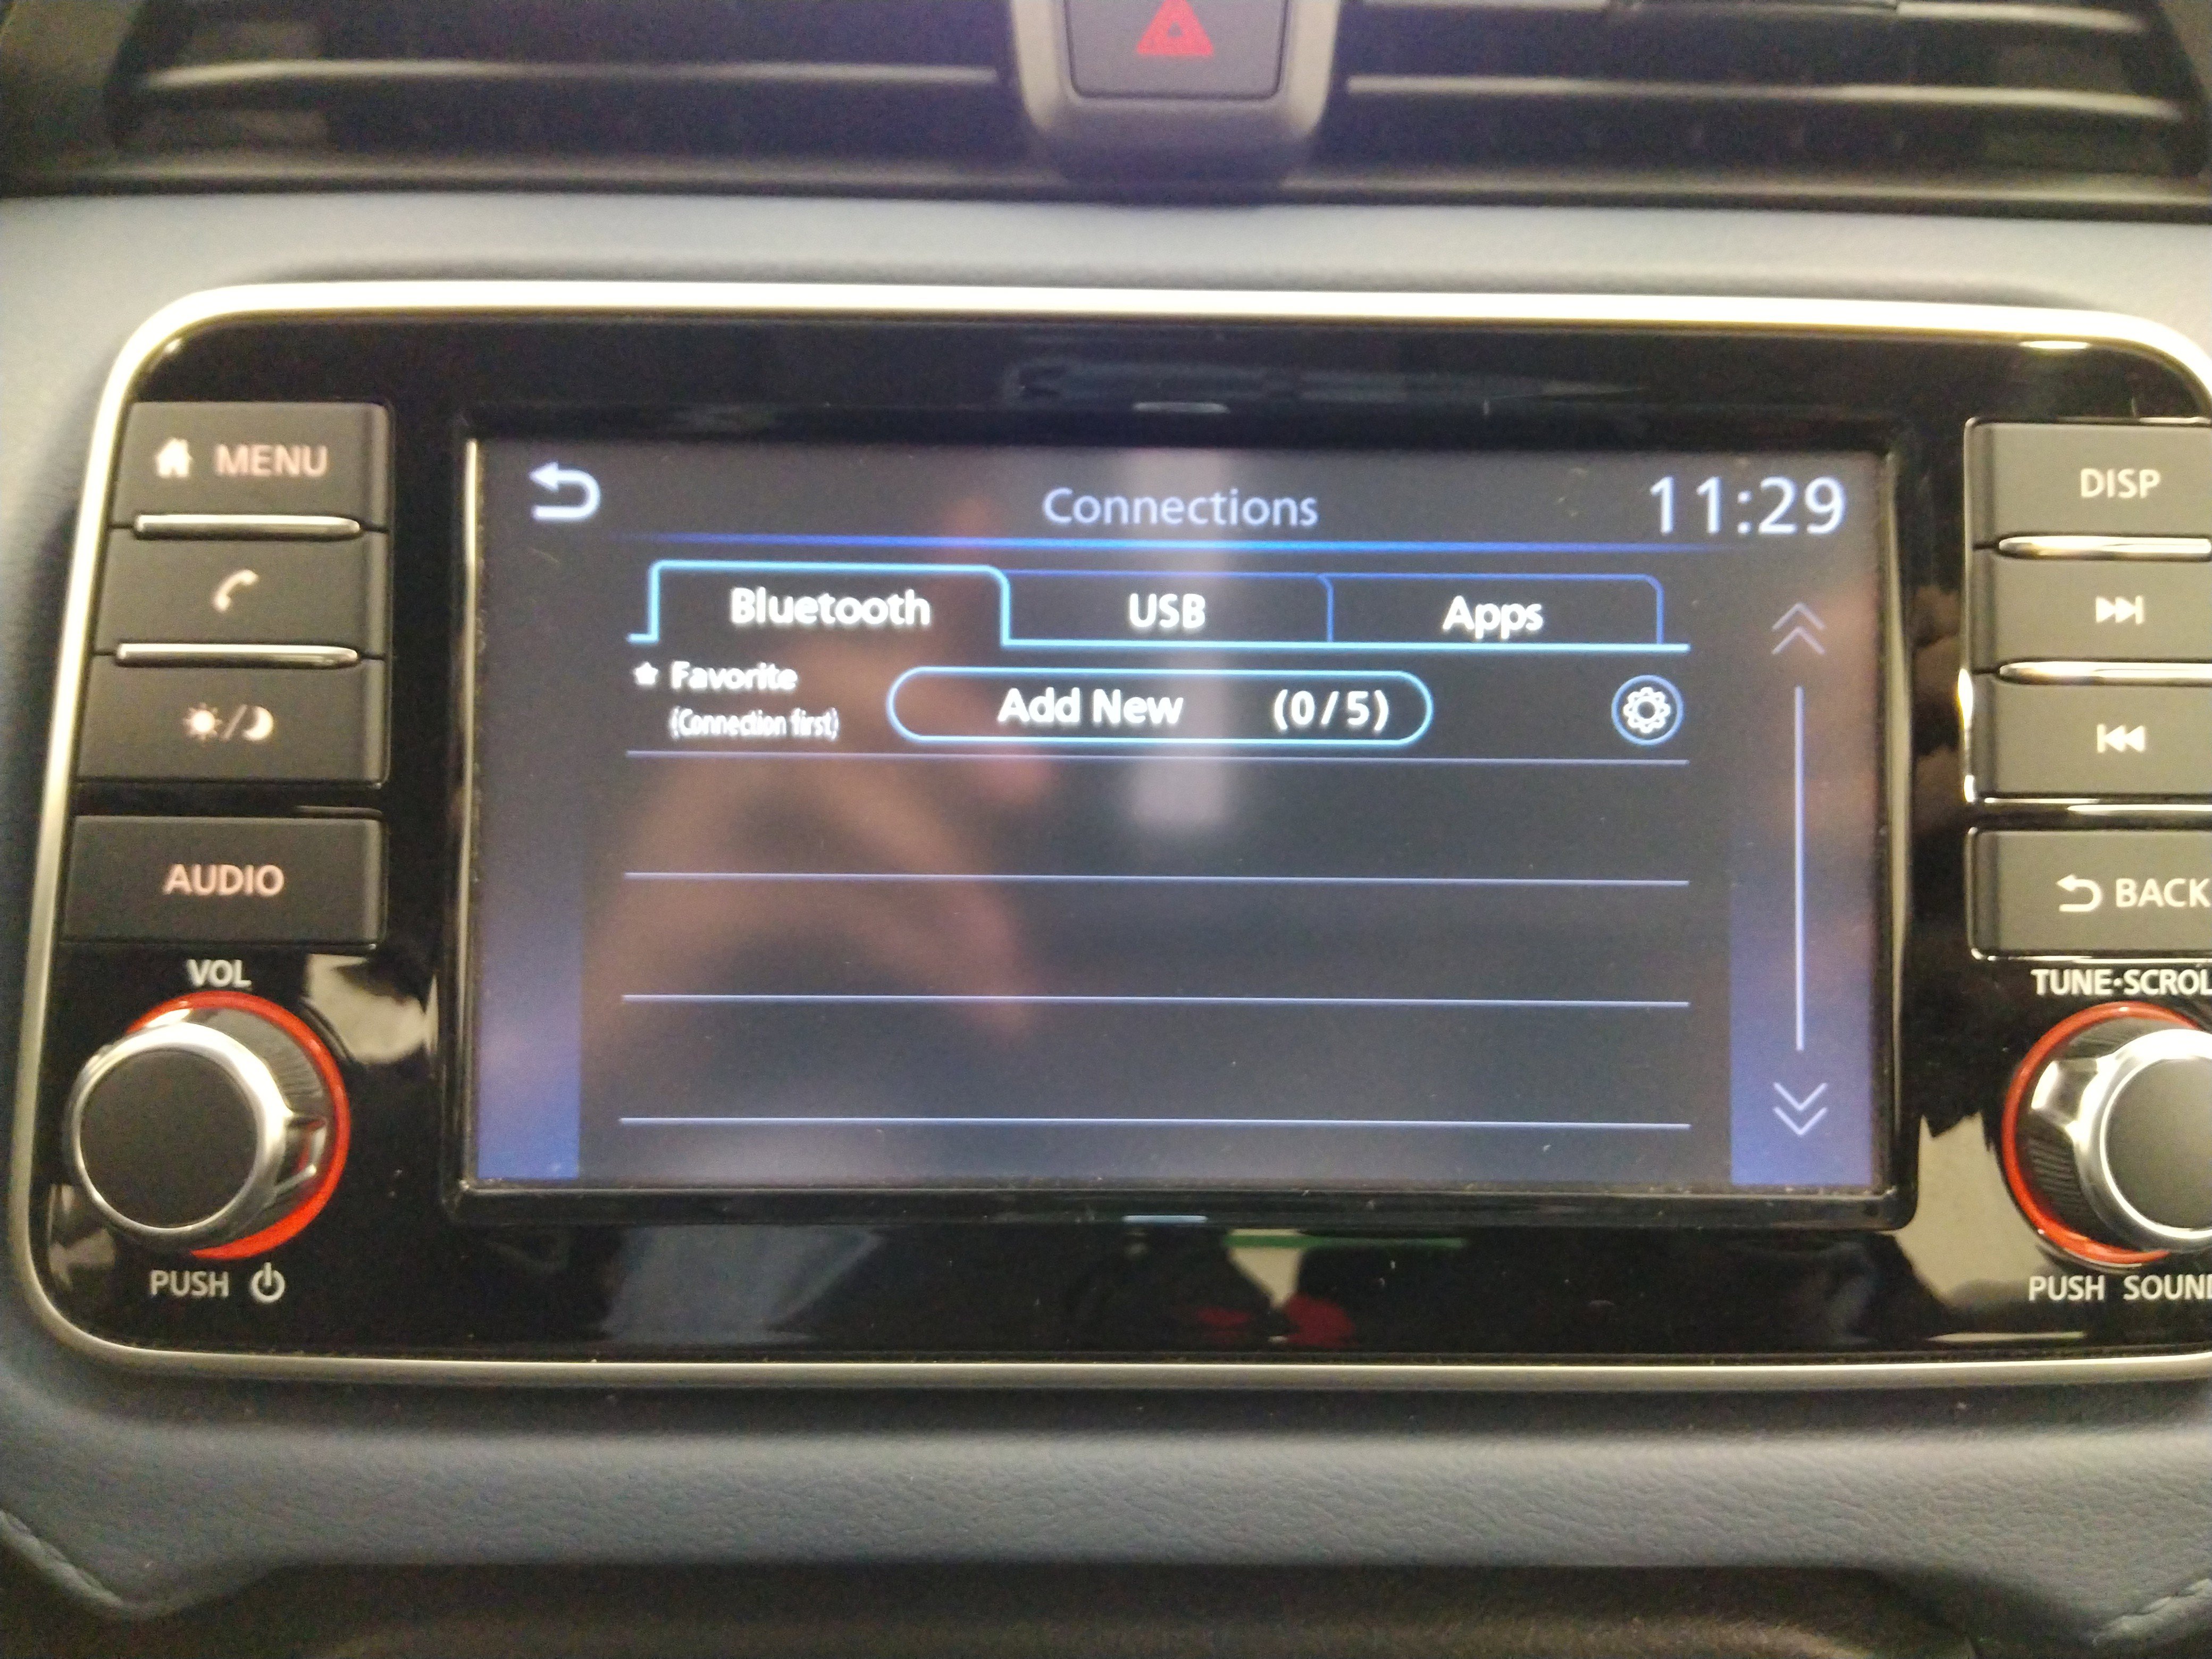 MENU
DISP
Connections
11:29
Bluetooth
USB
Apps
Favorite
(Connection first)
Add New (0/5)
AUDIO
BACK
VOL
TUNE·SCROL
PUSH
PUSH SOUN